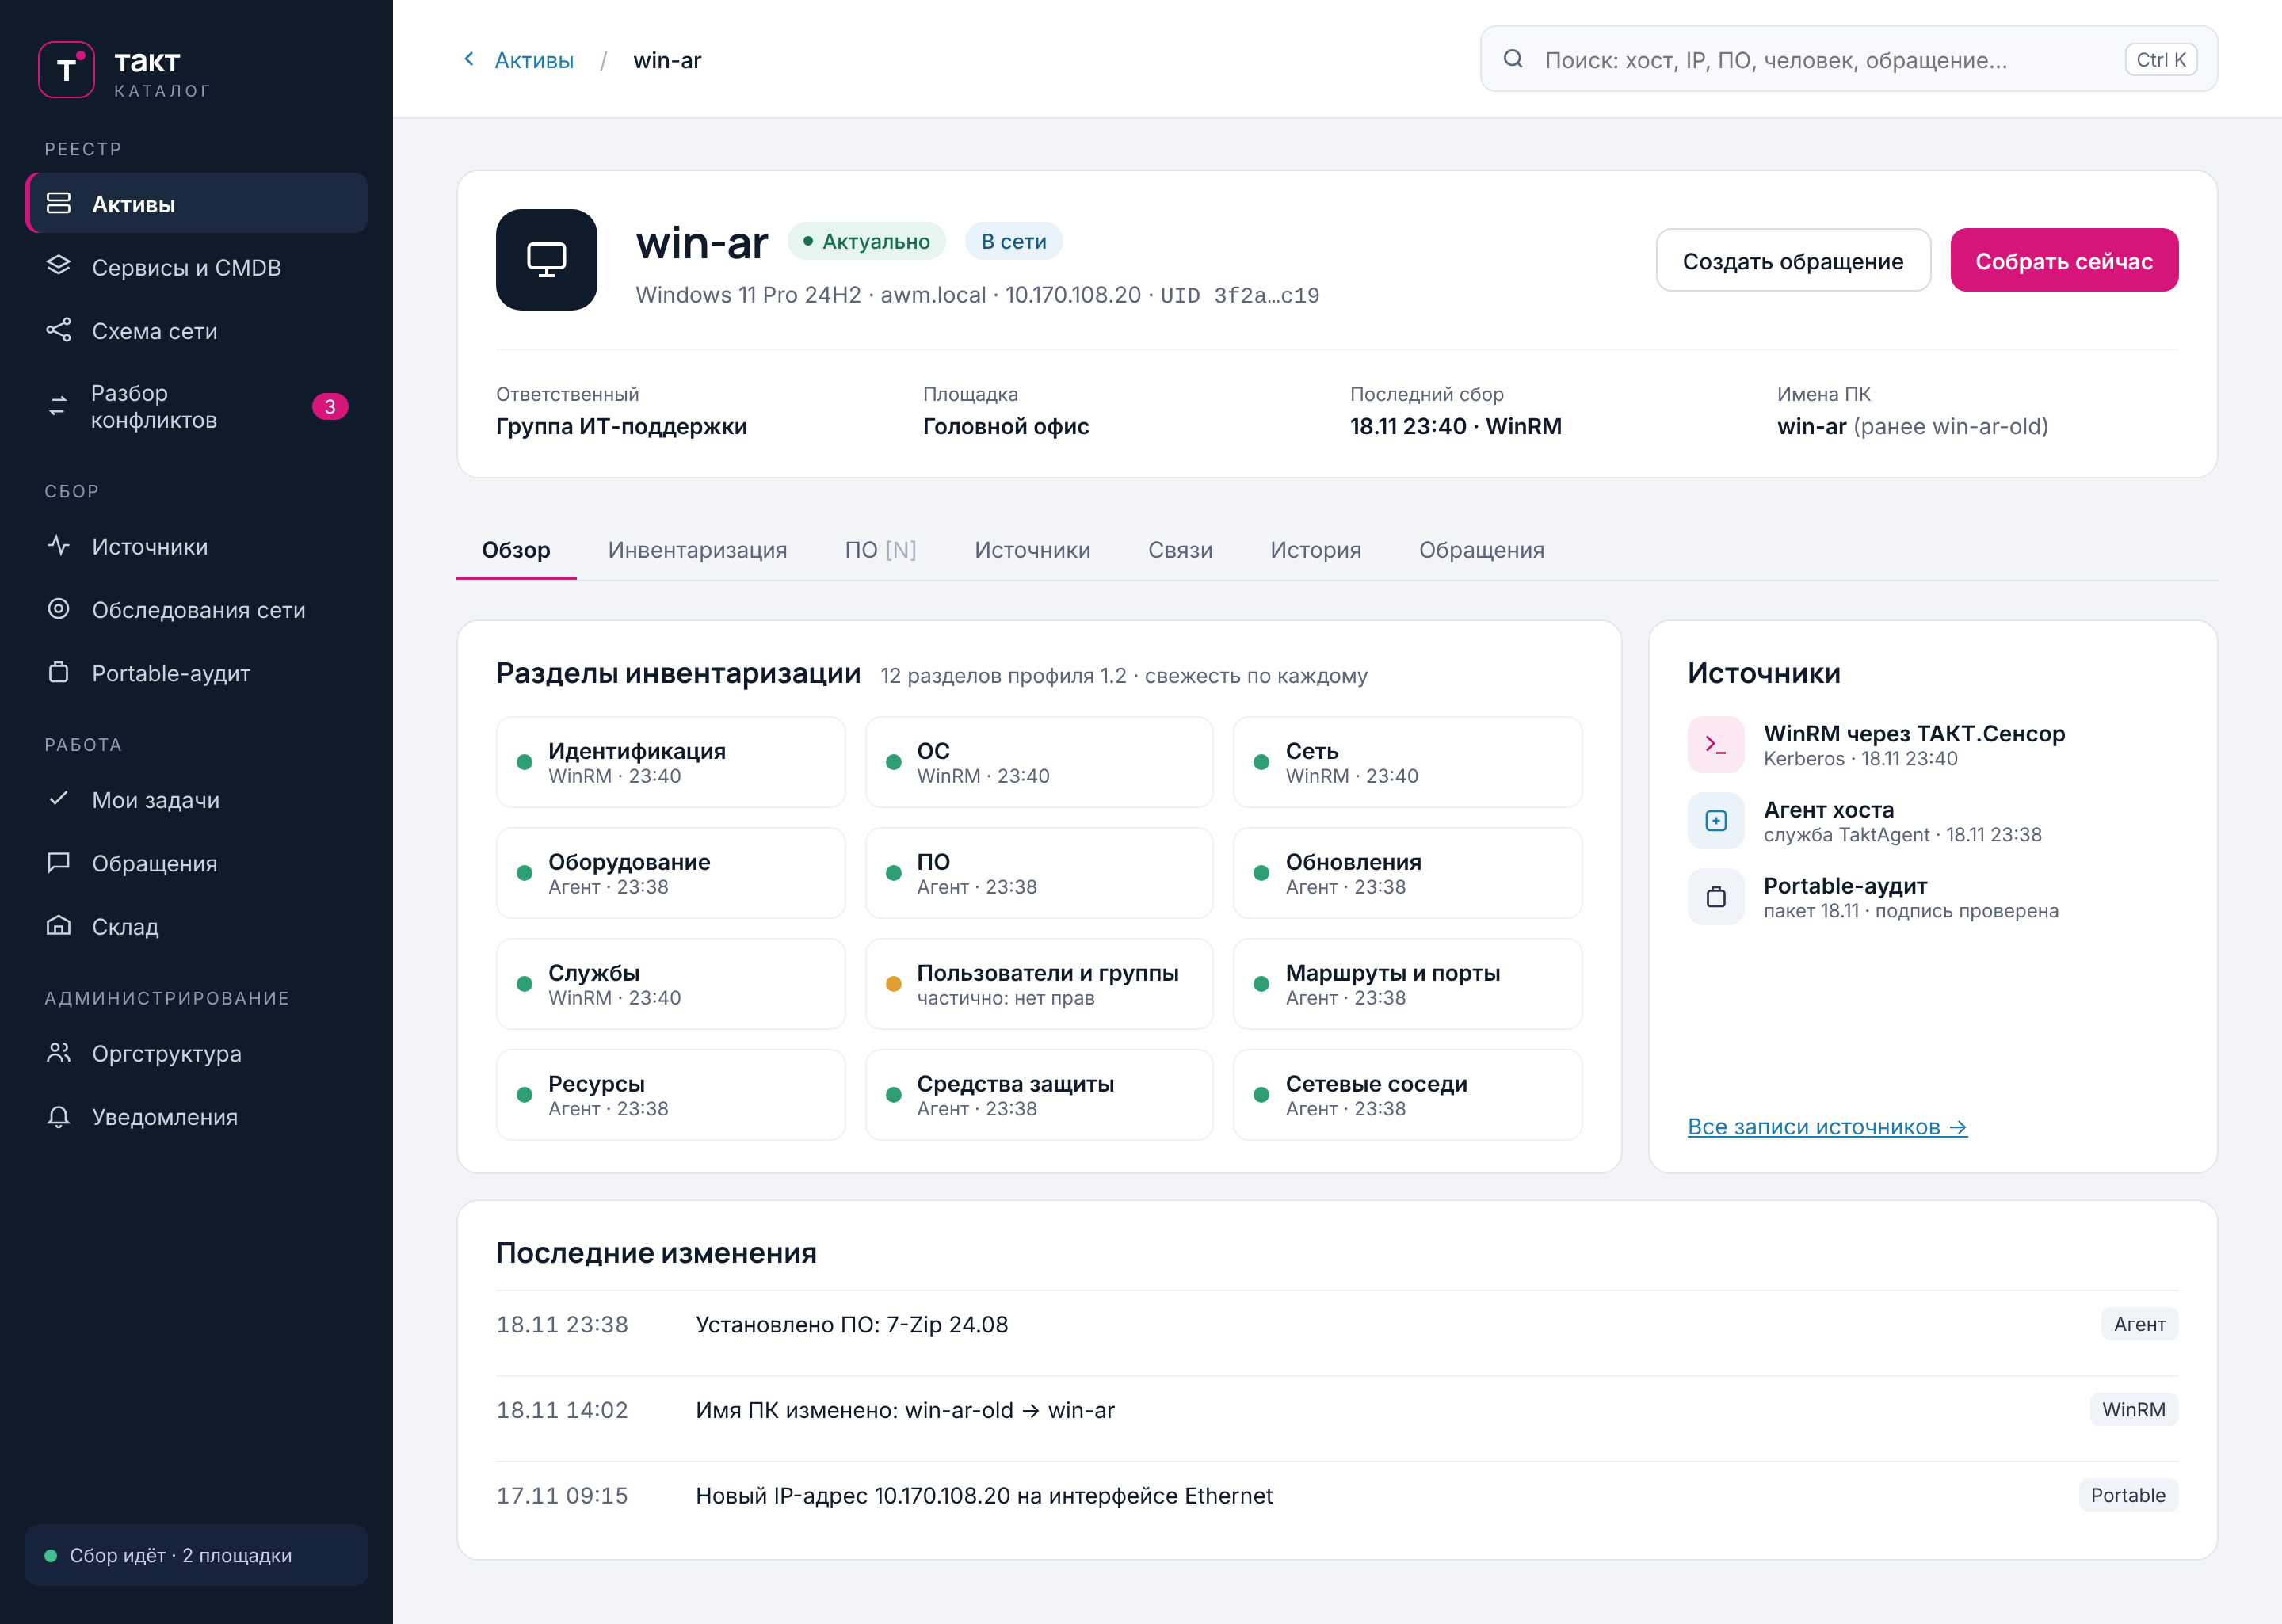 T
такт
КАТАЛОГ
РЕЕСТР
Активы
Сервисы и CMDB
Схема сети
Разбор
конфликтов
3
СБОР
Источники
Обследования сети
Portable-аудит
РАБОТА
Мои задачи
Обращения
Склад
АДМИНИСТРИРОВАНИЕ
Оргструктура
Уведомления
Сбор идёт · 2 площадки
Активы / win-ar
Поиск: хост, IP, ПО, человек, обращение...
Ctrl K
win-ar
Актуально
В сети
Windows 11 Pro 24H2 · awm.local · 10.170.108.20 · UID 3f2a…c19
Создать обращение
Собрать сейчас
Ответственный
Группа ИТ-поддержки
Площадка
Головной офис
Последний сбор
18.11 23:40 · WinRM
Имена ПК
win-ar (ранее win-ar-old)
Обзор
Инвентаризация
ПО [N]
Источники
Связи
История
Обращения
Разделы инвентаризации
12 разделов профиля 1.2 · свежесть по каждому
Идентификация
WinRM · 23:40
ОС
WinRM · 23:40
Сеть
WinRM · 23:40
Оборудование
Агент · 23:38
ПО
Агент · 23:38
Обновления
Агент · 23:38
Службы
WinRM · 23:40
Пользователи и группы
частично: нет прав
Маршруты и порты
Агент · 23:38
Ресурсы
Агент · 23:38
Средства защиты
Агент · 23:38
Сетевые соседи
Агент · 23:38
Источники
WinRM через ТАКТ.Сенсор
Kerberos · 18.11 23:40
Агент хоста
служба TaktAgent · 18.11 23:38
Portable-аудит
пакет 18.11 · подпись проверена
Все записи источников →
Последние изменения
18.11 23:38 Установлено ПО: 7-Zip 24.08 Агент
18.11 14:02 Имя ПК изменено: win-ar-old → win-ar WinRM
17.11 09:15 Новый IP-адрес 10.170.108.20 на интерфейсе Ethernet Portable